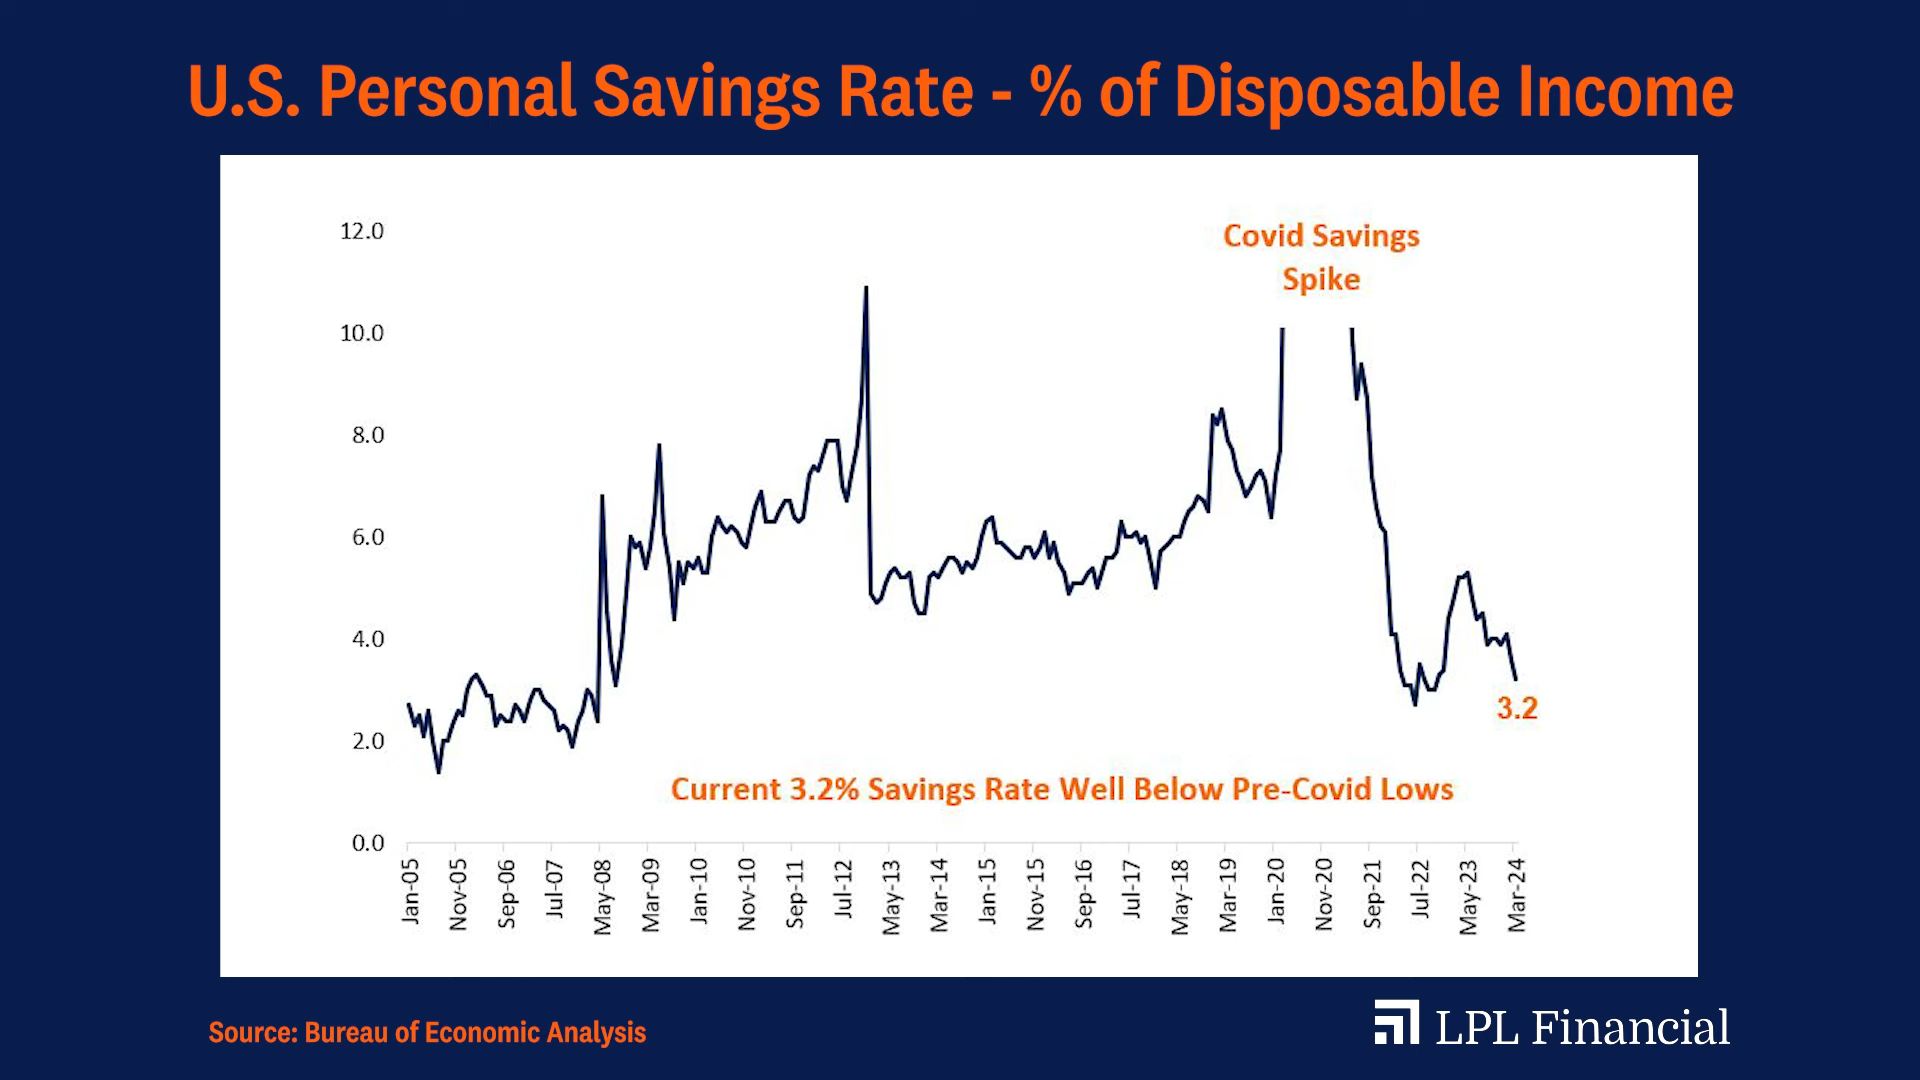 U.S. Personal Savings Rate - % of Disposable Income
12.0
10.0
8.0
6.0
4.0
2.0
0.0
Covid Savings
Spike
3.2
Current 3.2% Savings Rate Well Below Pre-Covid Lows
Jan-05
Nov-05
Sep-06
Jul-07
May-08
Mar-09
Jan-10
Nov-10
Sep-11
Jul-12
May-13
Mar-14
Jan-15
Nov-15
Sep-16
Jul-17
May-18
Mar-19
Jan-20
Nov-20
Sep-21
Jul-22
May-23
Mar-24
Source: Bureau of Economic Analysis
LPL Financial